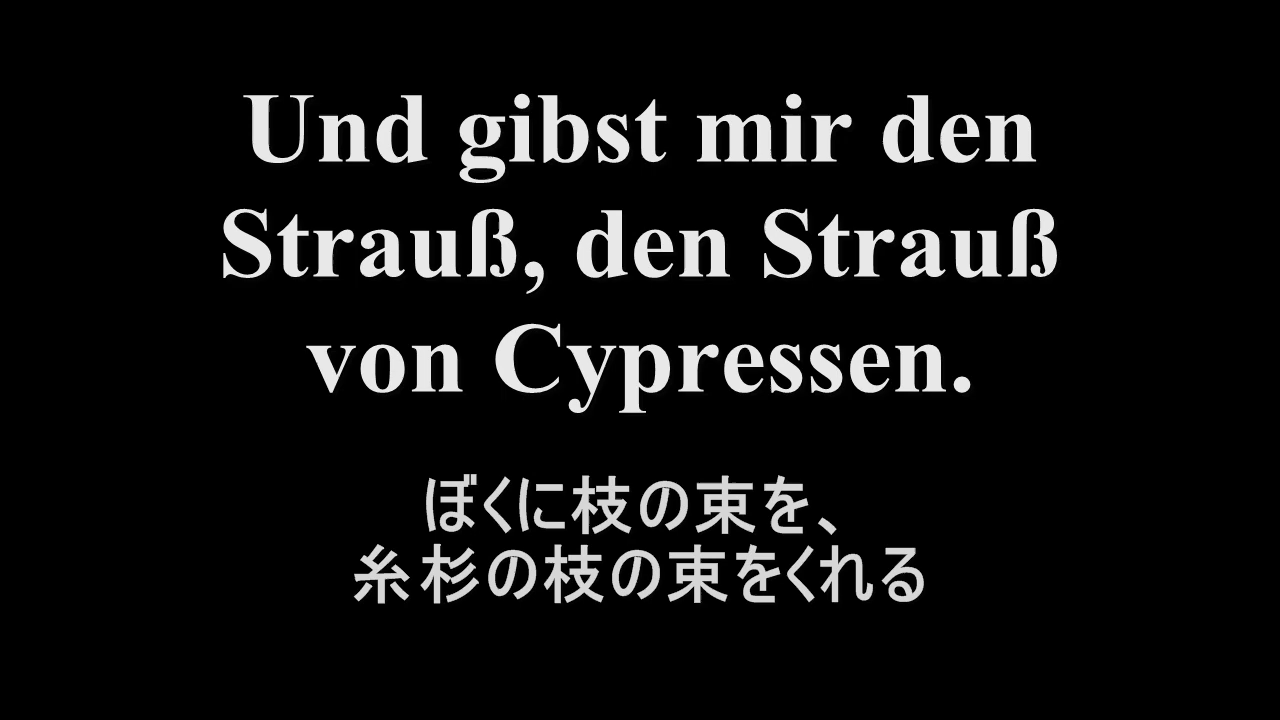 Und gibst mir den
Strauß, den Strauß
von Cypressen.
ぼくに枝の束を、
糸杉の枝の束をくれる